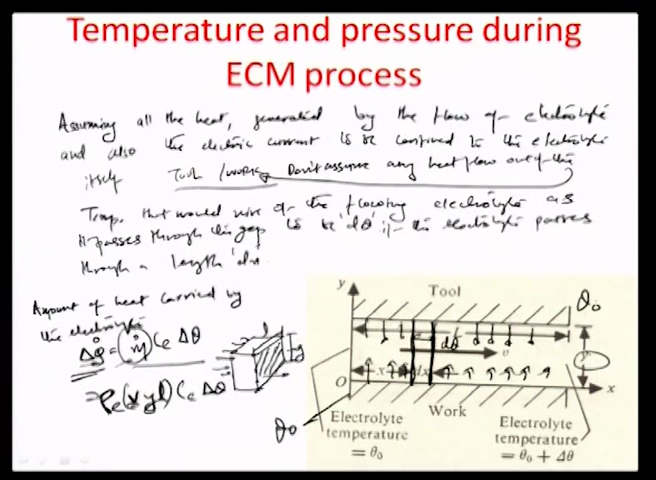 Temperature and pressure during
ECM process
Assuming all the heat, generated by the flow of electrolyte
and also the electric current is to be confined to the electrolyte
itself Tool / work Don't assume any heat flow out of the
Temp. that would rise of the flowing electrolyte as
it passes through the gap is to be 'dθ' if the electrolyte passes
through a length 'dx'
Amount of heat carried by
the electrolyte
Δq̇ = ṁ Ce Δθ
= ρe (v y l) Ce Δθ
l
y
y
Tool
θ0
dθ
v
x
dx
O
Work
x
θ0
Electrolyte
temperature
= θ0
Electrolyte
temperature
= θ0 + Δθ